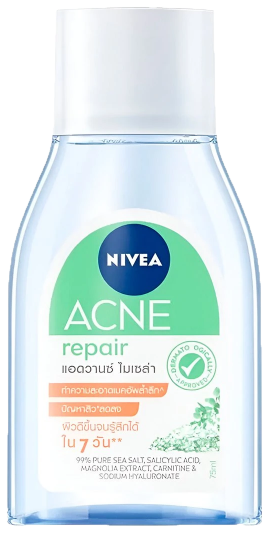 NIVEA
ACNE
repair
แอดวานซ์ ไมเซล่า
DERMATOLOGICALLY
APPROVED
ทำความสะอาดเมคอัพล้ำลึก^
ปัญหาสิว*ลดลง
ผิวดีขึ้นจนรู้สึกได้
ใน 7 วัน**
99% PURE SEA SALT, SALICYLIC ACID,
MAGNOLIA EXTRACT, CARNITINE &
SODIUM HYALURONATE
75ml